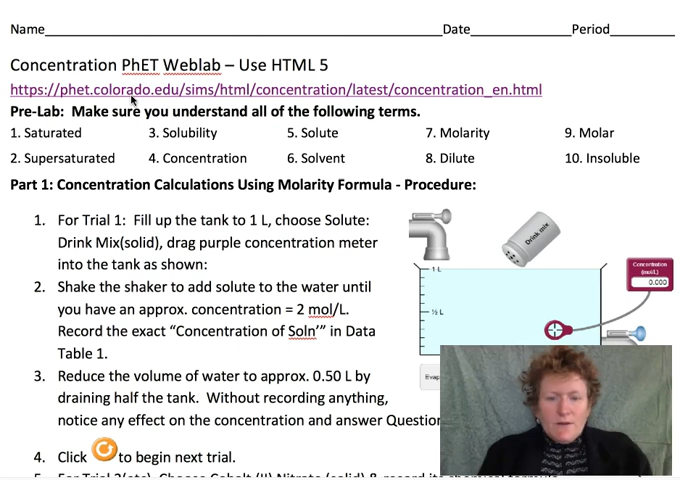 Name Date Period
Concentration PhET Weblab – Use HTML 5
https://phet.colorado.edu/sims/html/concentration/latest/concentration_en.html
Pre-Lab: Make sure you understand all of the following terms.
1. Saturated 3. Solubility 5. Solute 7. Molarity 9. Molar
2. Supersaturated 4. Concentration 6. Solvent 8. Dilute 10. Insoluble
Part 1: Concentration Calculations Using Molarity Formula - Procedure:
1. For Trial 1: Fill up the tank to 1 L, choose Solute:
Drink Mix(solid), drag purple concentration meter
into the tank as shown:
2. Shake the shaker to add solute to the water until
you have an approx. concentration = 2 mol/L.
Record the exact “Concentration of Soln’” in Data
Table 1.
3. Reduce the volume of water to approx. 0.50 L by
draining half the tank. Without recording anything,
notice any effect on the concentration and answer Question
4. Click to begin next trial.
Drink mix
1 L
½ L
Concentration
(mol/L)
0.000
Evap